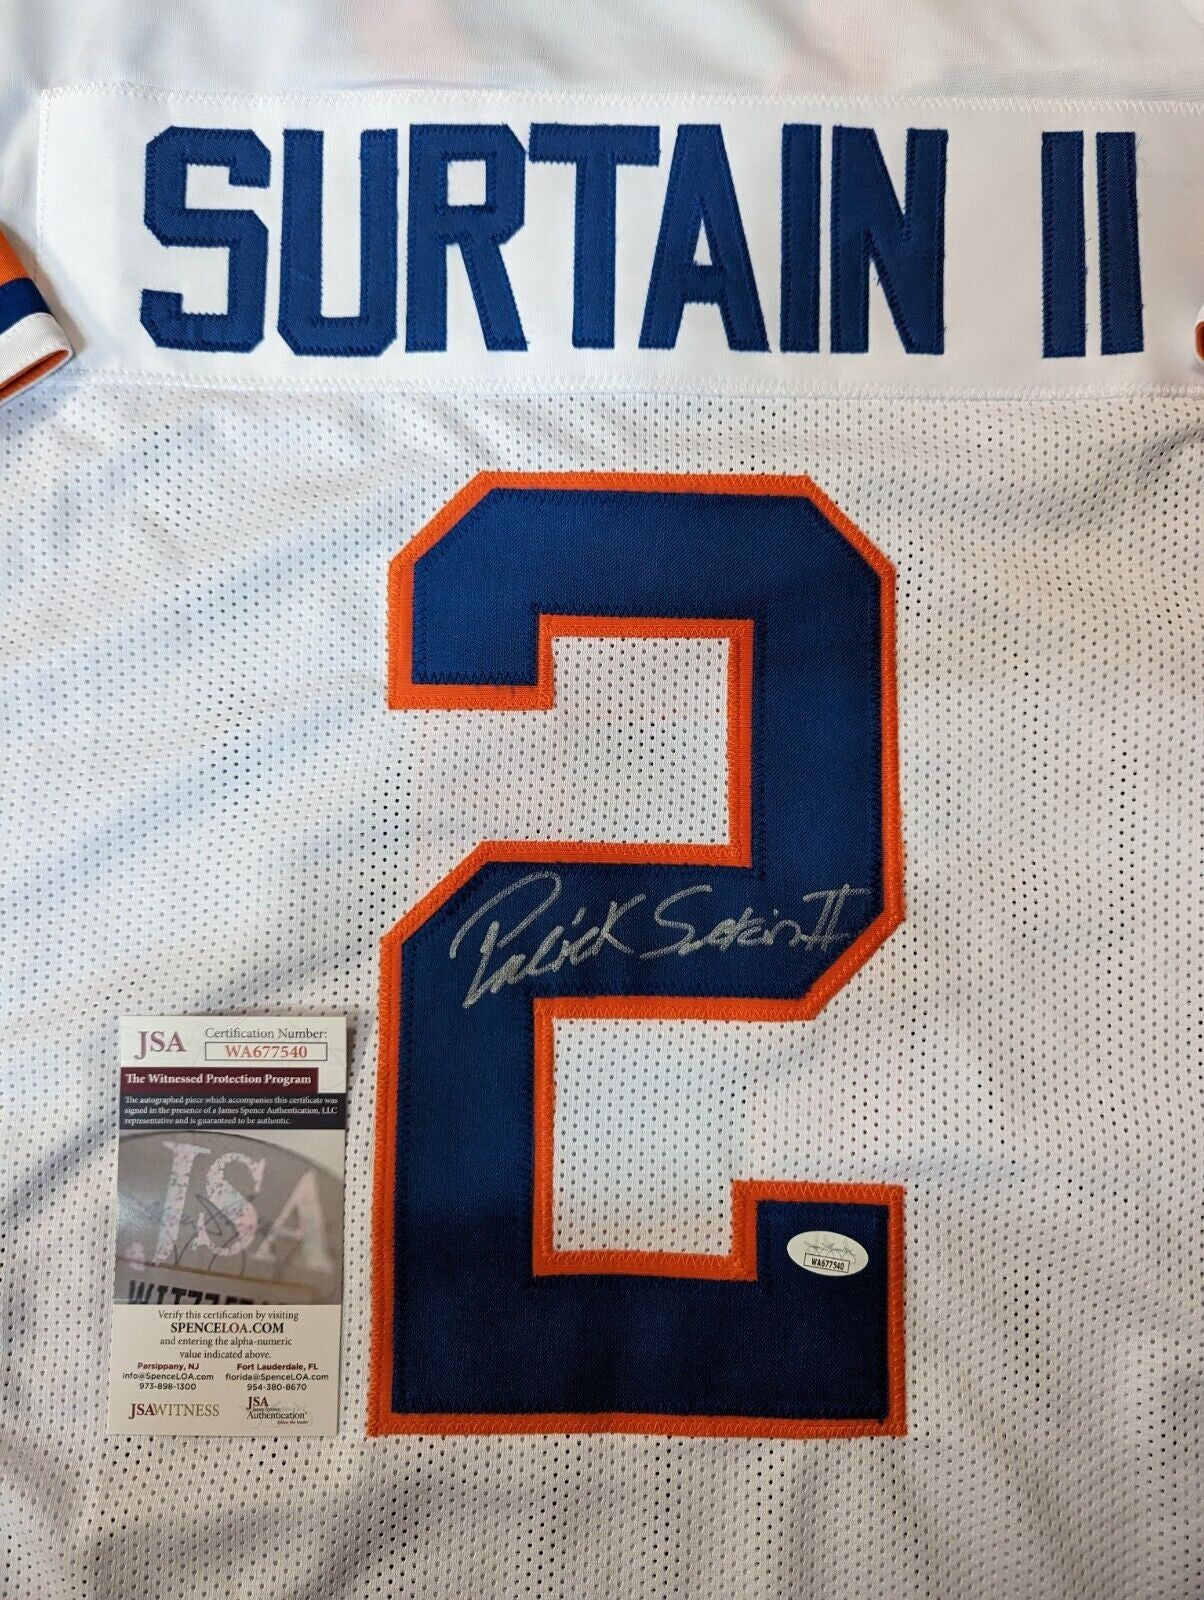 SURTAIN II
2
Patrick Surtain II
JSA Certification Number:
WA677540
The Witnessed Protection Program
The autographed piece which accompanies this certificate was
signed in the presence of a James Spence Authentication, LLC
representative and is guaranteed to be authentic.
JSA
Verify this certification by visiting
SPENCELOA.COM
and entering the alpha-numeric
value indicated above.
Parsippany, NJ Fort Lauderdale, FL
info@SpenceLOA.com florida@SpenceLOA.com
973-898-1300 954-380-8670
JSAWITNESS JSA
Authentication
WA677540